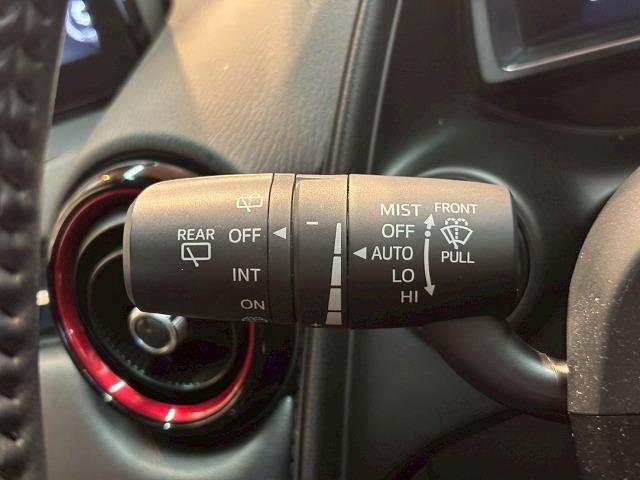 REAR
OFF
INT
ON
MIST
OFF
AUTO
LO
HI
FRONT
PULL